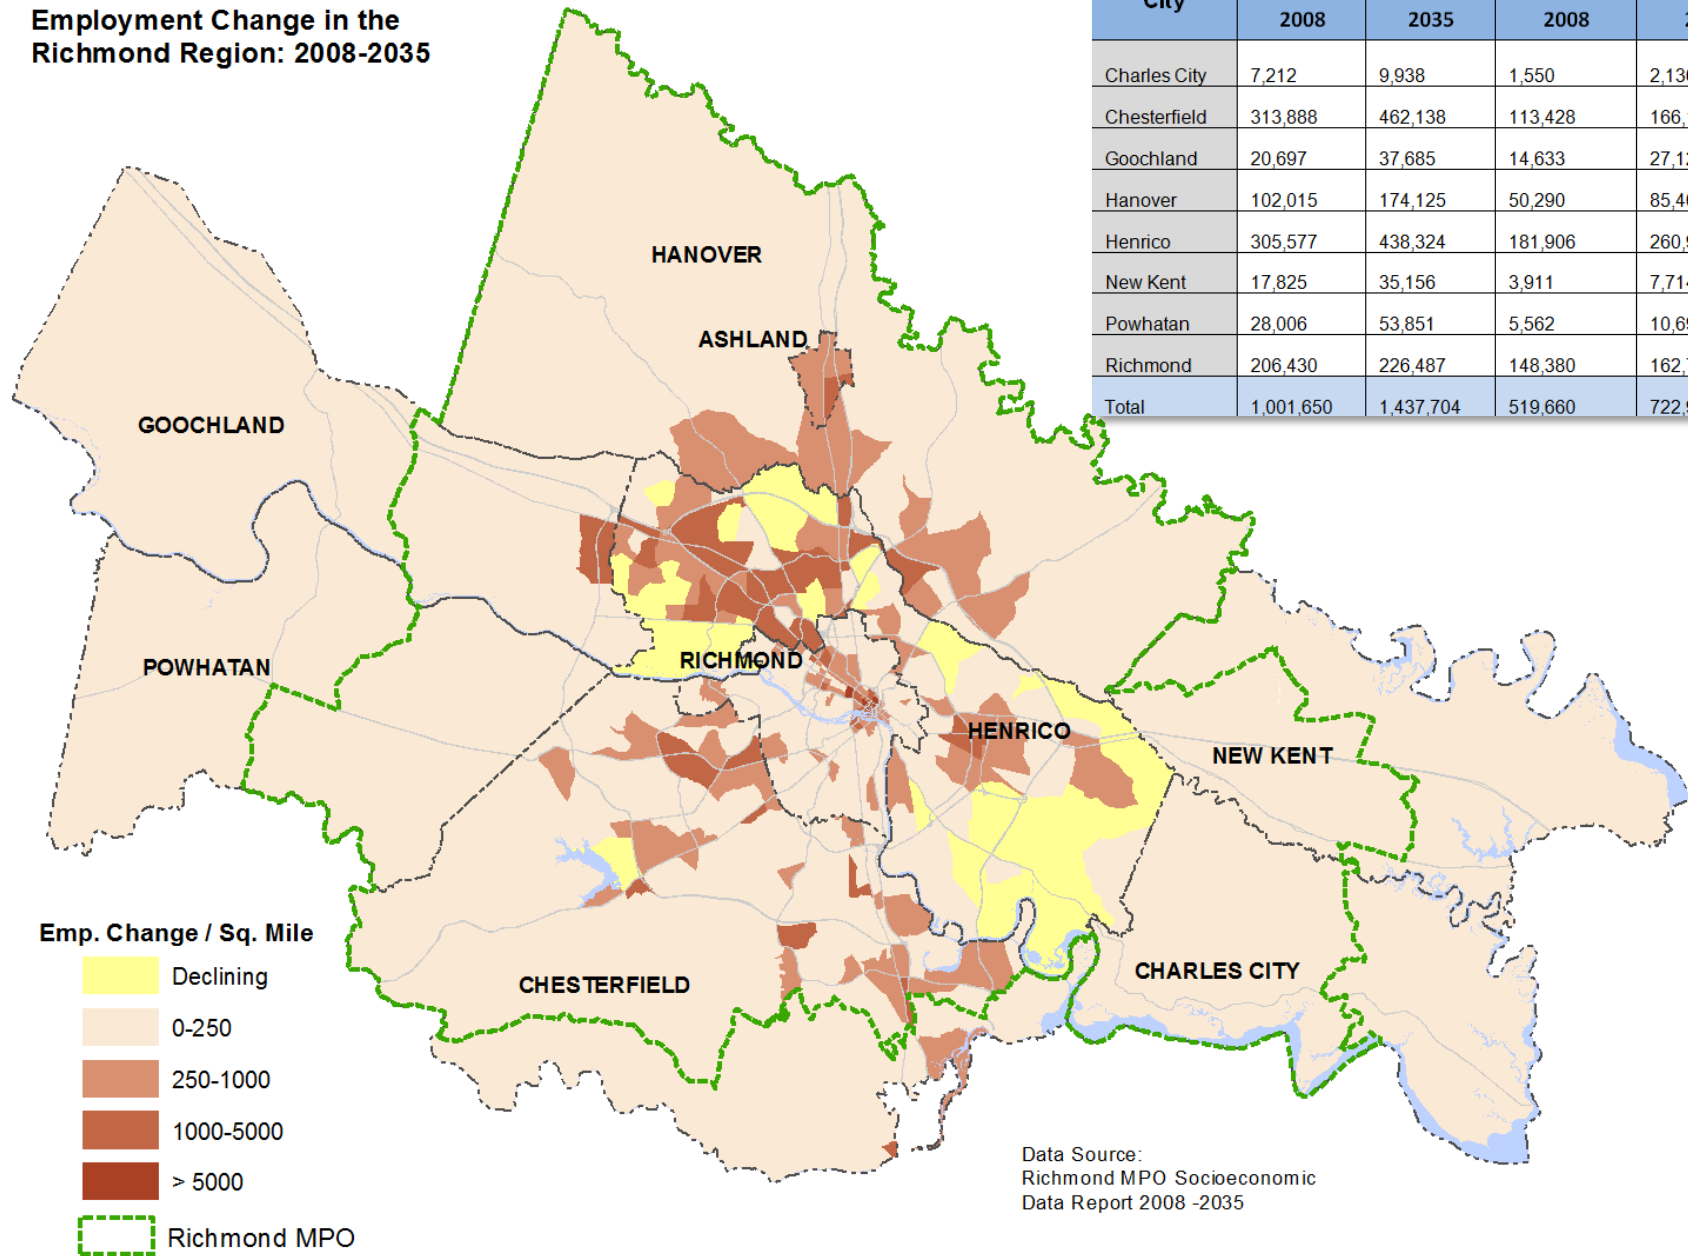 Employment Change in the
Richmond Region: 2008-2035
City
2008 2035 2008
Charles City 7,212 9,938 1,550
Chesterfield 313,888 462,138 113,428
Goochland 20,697 37,685 14,633
Hanover 102,015 174,125 50,290
Henrico 305,577 438,324 181,906
New Kent 17,825 35,156 3,911
Powhatan 28,006 53,851 5,562
Richmond 206,430 226,487 148,380
Total 1,001,650 1,437,704 519,660
HANOVER
ASHLAND
GOOCHLAND
POWHATAN
RICHMOND
HENRICO
NEW KENT
CHARLES CITY
CHESTERFIELD
Emp. Change / Sq. Mile
Declining
0-250
250-1000
1000-5000
> 5000
Richmond MPO
Data Source:
Richmond MPO Socioeconomic
Data Report 2008 -2035